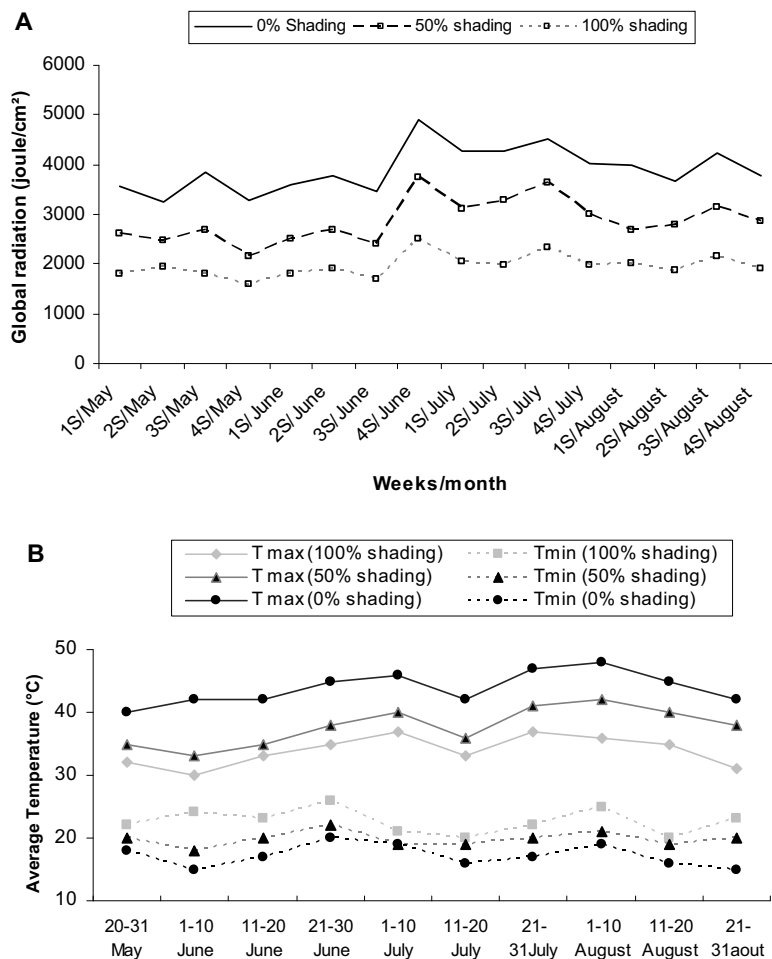 A
0% Shading 50% shading 100% shading
Global radiation (joule/cm²)
6000
5000
4000
3000
2000
1000
0
1S/May 2S/May 3S/May 4S/May 1S/June 2S/June 3S/June 4S/June 1S/July 2S/July 3S/July 4S/July 1S/August 2S/August 3S/August 4S/August
Weeks/month
B
T max (100% shading) Tmin (100% shading)
T max (50% shading) Tmin (50% shading)
T max (0% shading) Tmin (0% shading)
Average Temperature (°C)
50
40
30
20
10
20-31 1-10 11-20 21-30 1-10 11-20 21- 1-10 11-20 21-
May June June June July July 31July August August 31aout